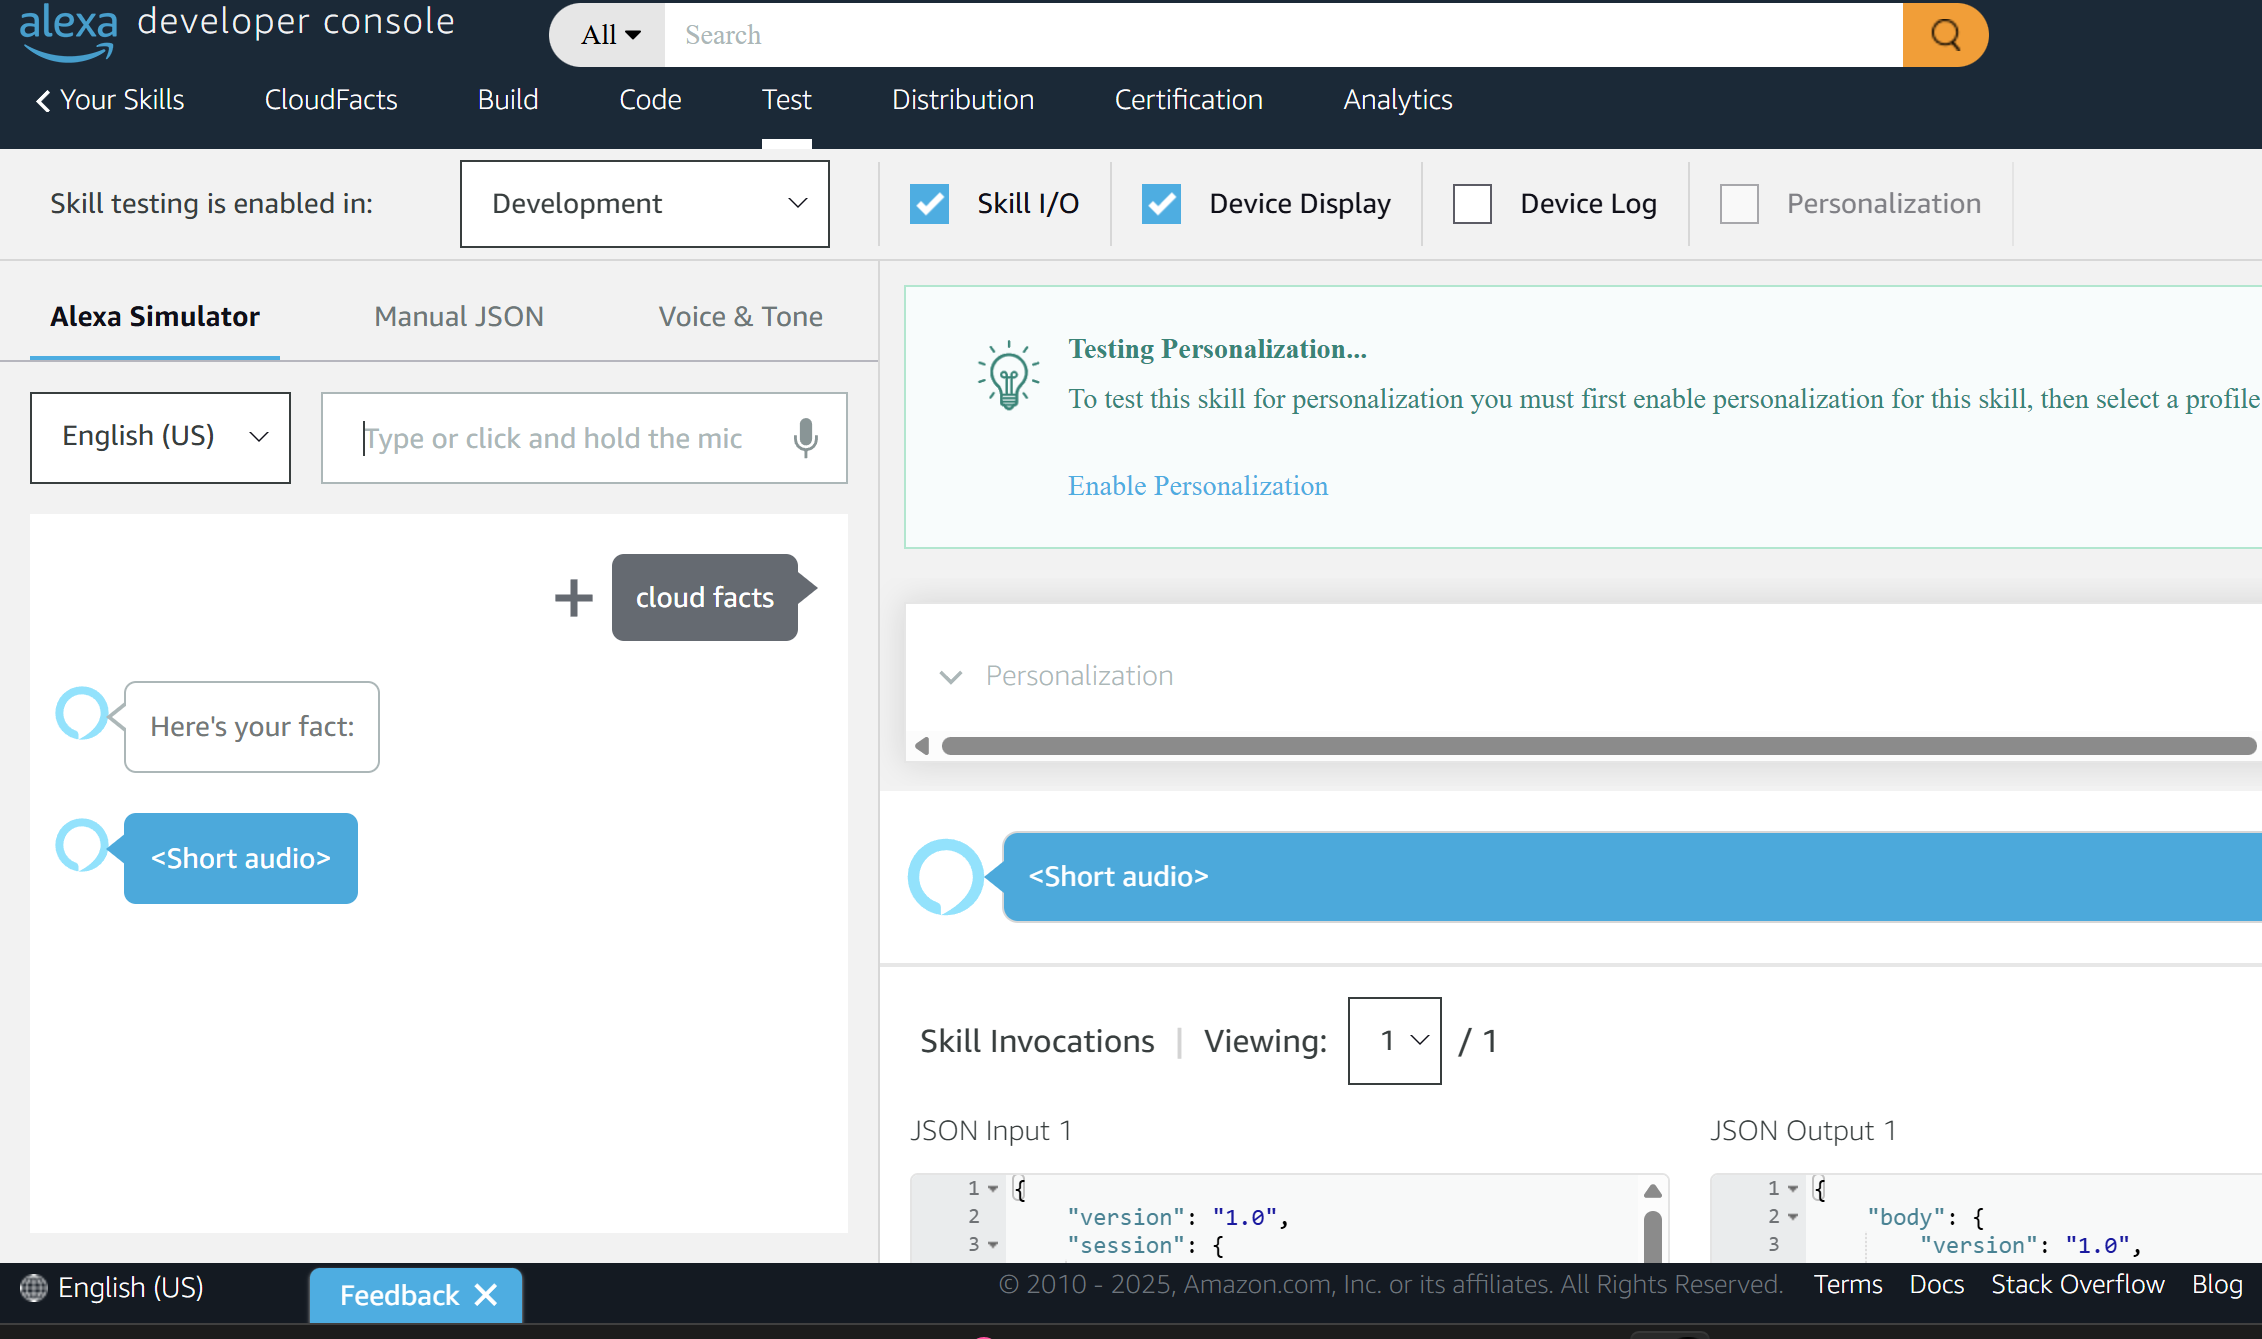 alexa developer console
All
Search
Your Skills
CloudFacts
Build
Code
Test
Distribution
Certification
Analytics
Skill testing is enabled in:
Development
Skill I/O
Device Display
Device Log
Personalization
Alexa Simulator
Manual JSON
Voice & Tone
English (US)
Type or click and hold the mic
cloud facts
Here's your fact:
<Short audio>
Testing Personalization...
To test this skill for personalization you must first enable personalization for this skill, then select a profile
Enable Personalization
Personalization
<Short audio>
Skill Invocations | Viewing: 1 / 1
JSON Input 1
1 {
2 "version": "1.0",
3 "session": {
JSON Output 1
1 {
2 "body": {
3 "version": "1.0",
English (US)
Feedback
© 2010 - 2025, Amazon.com, Inc. or its affiliates. All Rights Reserved.
Terms
Docs
Stack Overflow
Blog